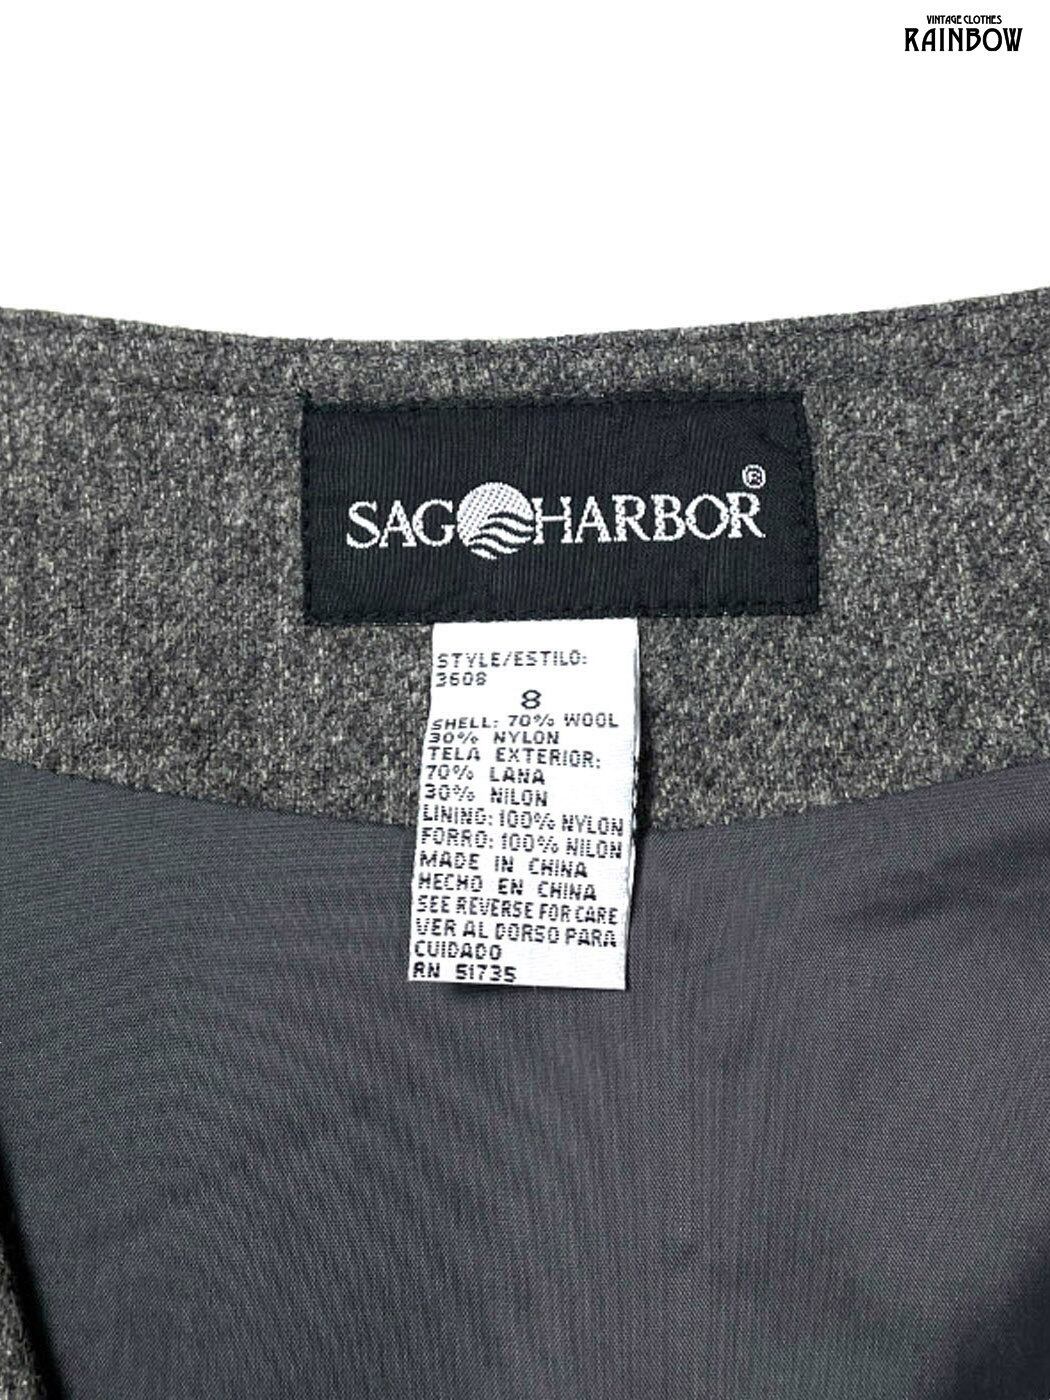 VINTAGE CLOTHES
RAINBOW
SAG HARBOR®
STYLE/ESTILO:
3608
8
SHELL: 70% WOOL
30% NYLON
TELA EXTERIOR:
70% LANA
30% NILON
LINING: 100% NYLON
FORRO: 100% NILON
MADE IN CHINA
HECHO EN CHINA
SEE REVERSE FOR CARE
VER AL DORSO PARA
CUIDADO
RN 51735